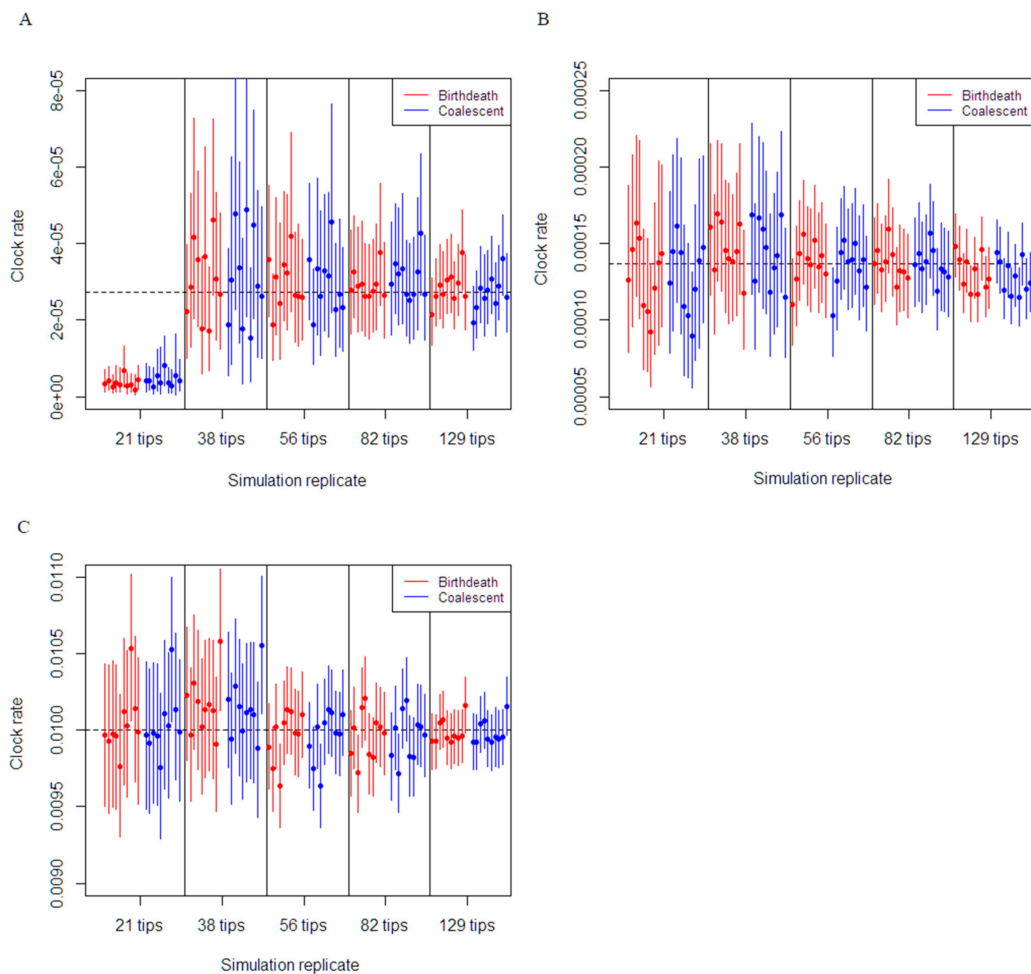 A
Clock rate
8e-05
6e-05
4e-05
2e-05
0e+00
Birthdeath
Coalescent
21 tips 38 tips 56 tips 82 tips 129 tips
Simulation replicate
B
Clock rate
0.00025
0.00020
0.00015
0.00010
0.00005
Birthdeath
Coalescent
21 tips 38 tips 56 tips 82 tips 129 tips
Simulation replicate
C
Clock rate
0.0110
0.0105
0.0100
0.0095
0.0090
Birthdeath
Coalescent
21 tips 38 tips 56 tips 82 tips 129 tips
Simulation replicate